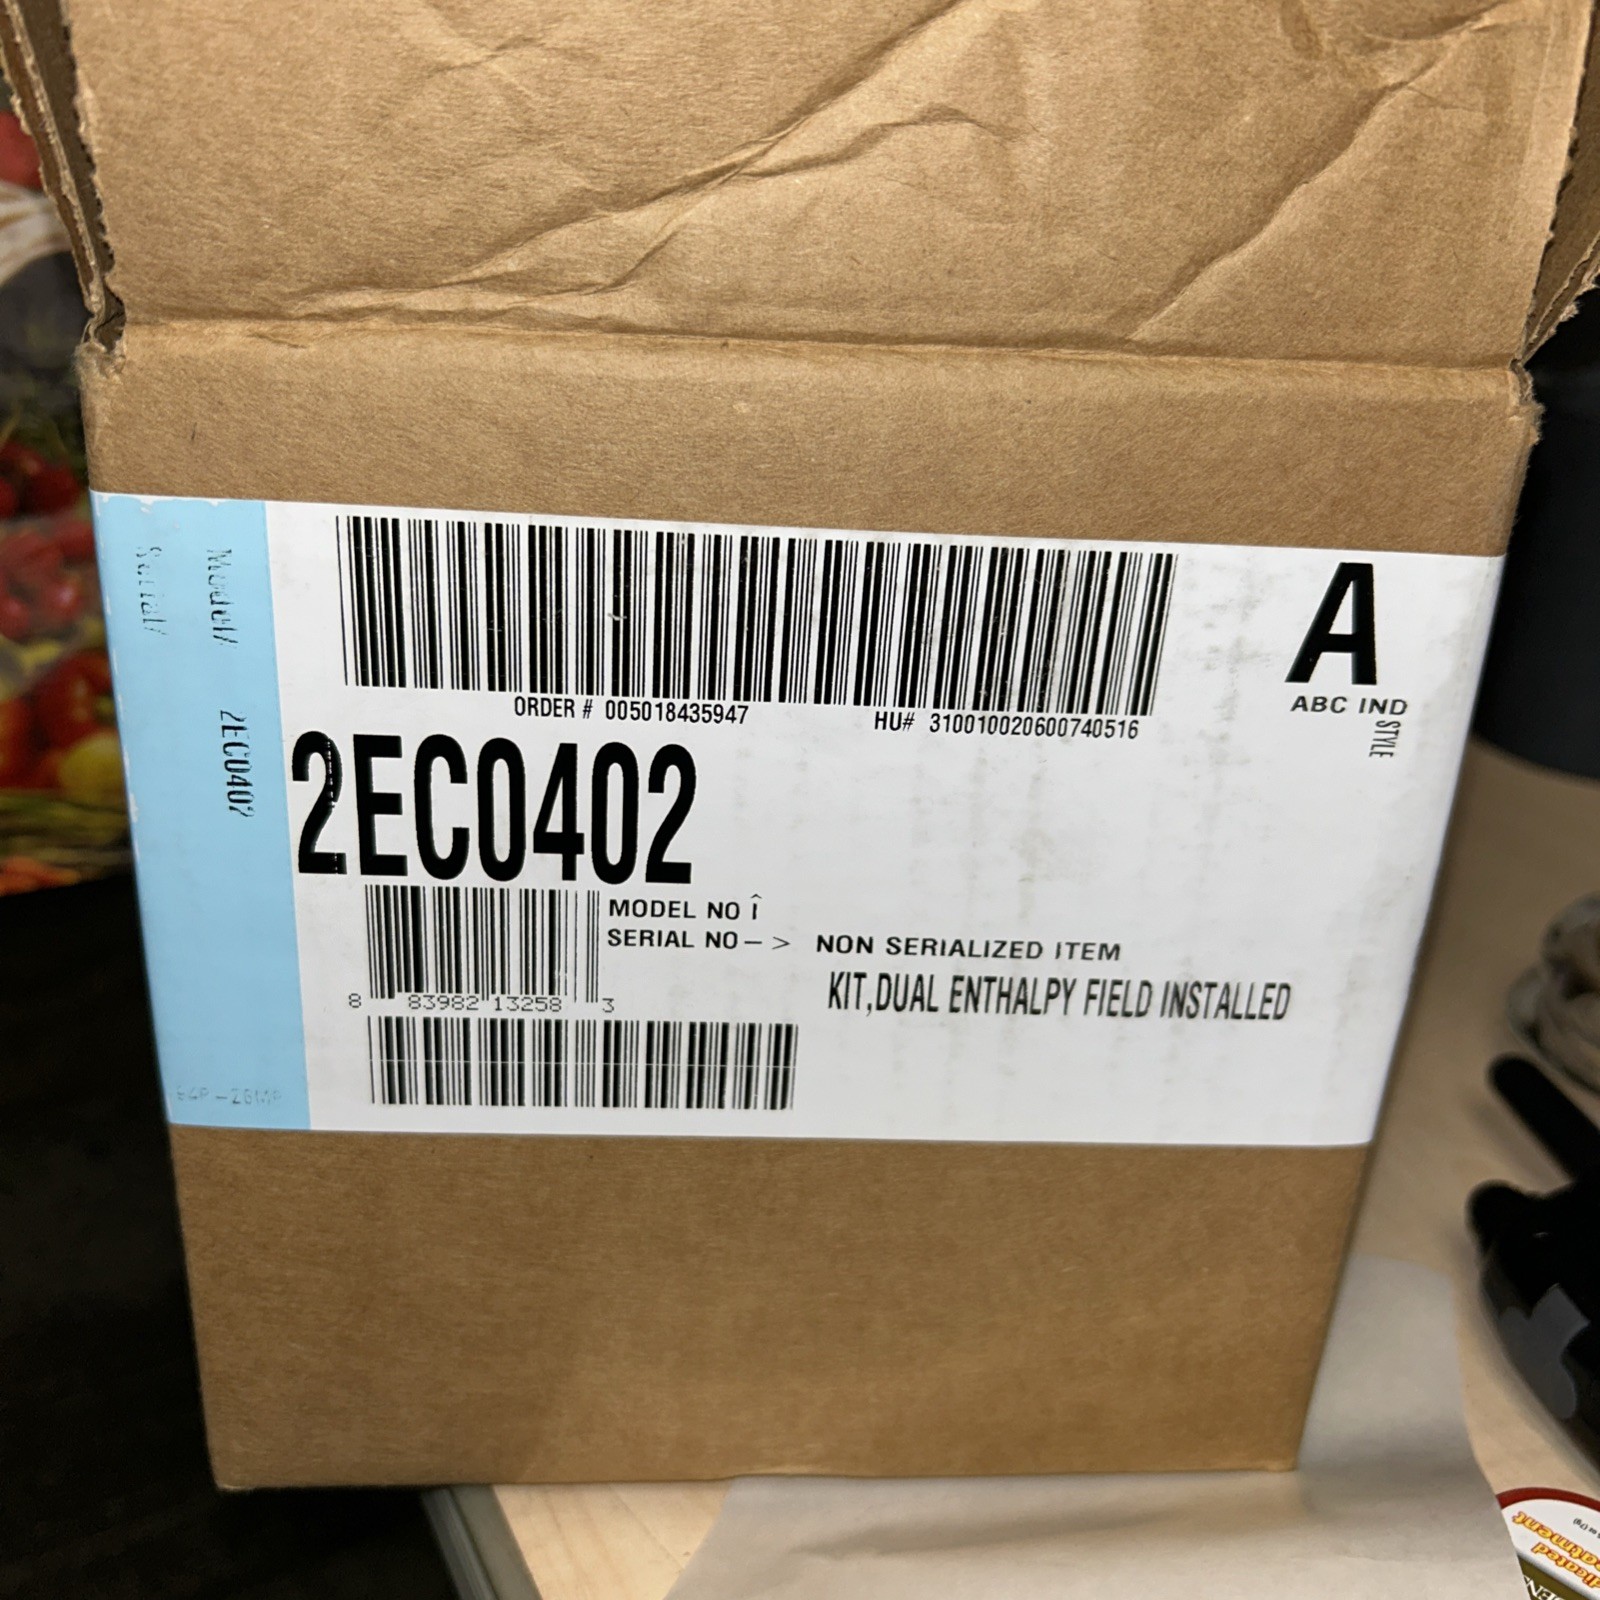 ORDER # 005018435947
HU# 310010020600740516
A
ABC IND
STYLE
2EC0402
MODEL NO Î
SERIAL NO – > NON SERIALIZED ITEM
KIT,DUAL ENTHALPY FIELD INSTALLED
8 83982 13258 3
Model/ 2EC0402
Serial/